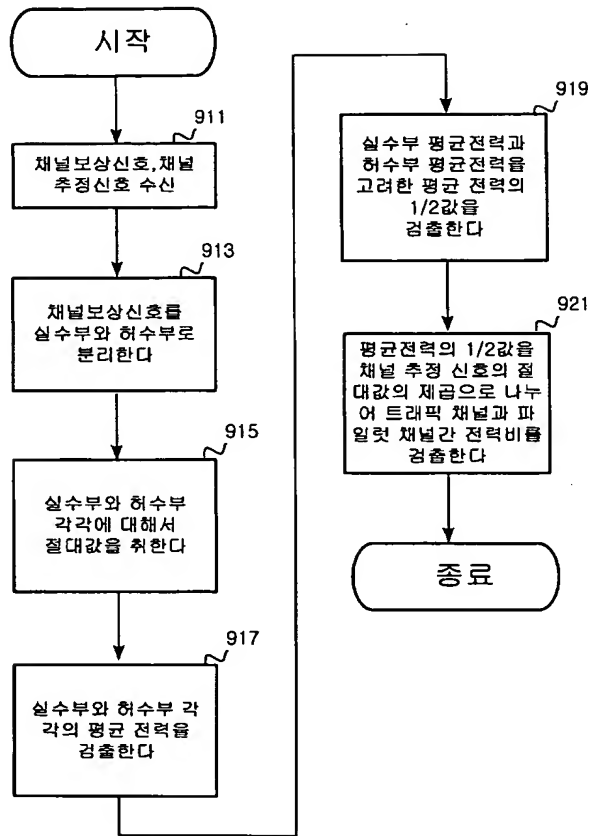 시작
911
채널보상신호,채널
추정신호 수신
913
채널보상신호를
실수부와 허수부로
분리한다
915
실수부와 허수부
각각에 대해서
절대값을 취한다
917
실수부와 허수부 각
각의 평균 전력을
검출한다
919
실수부 평균전력과
허수부 평균전력을
고려한 평균 전력의
1/2값을
검출한다
921
평균전력의 1/2값을
채널 추정 신호의 절
대값의 제곱으로 나누
어 트래픽 채널과 파
일럿 채널간 전력비를
검출한다
종료